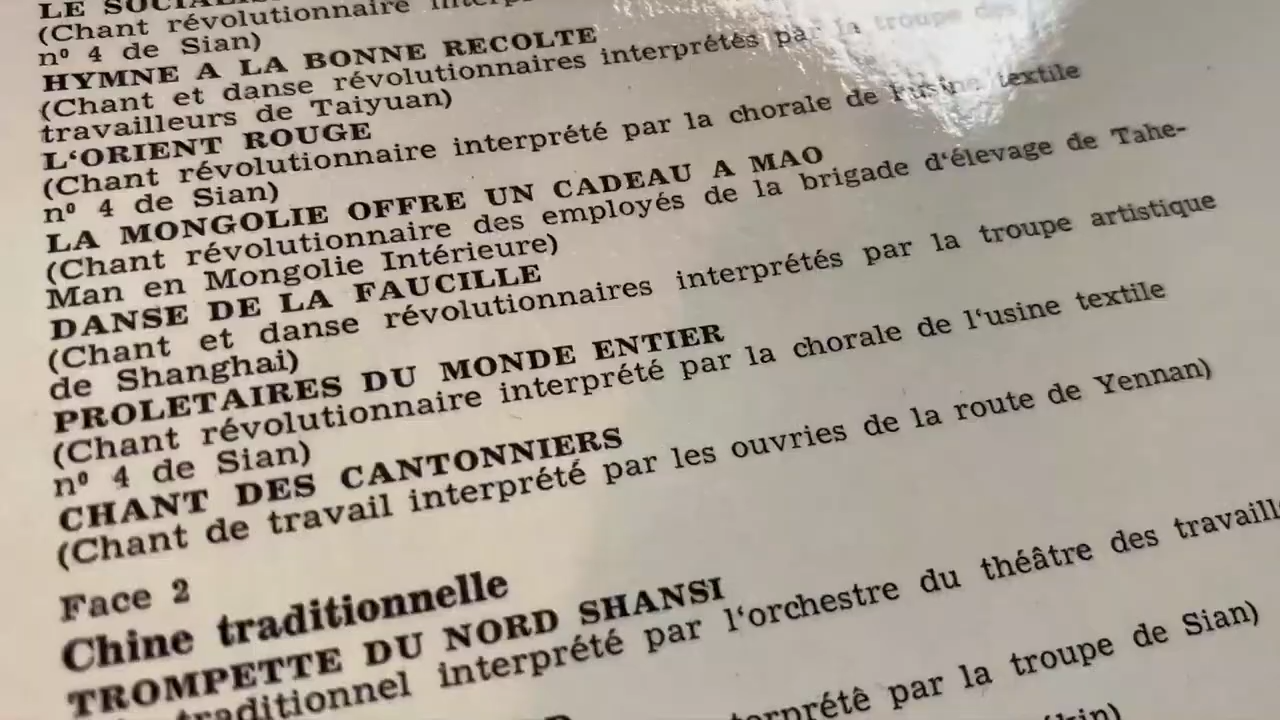 LE
(Chant révolutionnaire
nº 4 de Sian)
HYMNE A LA BONNE RECOLTE
(Chant et danse révolutionnaires interprétés par la troupe des
travailleurs de Taiyuan)
L'ORIENT ROUGE
(Chant révolutionnaire interprété par la chorale de l'usine textile
nº 4 de Sian)
LA MONGOLIE OFFRE UN CADEAU A MAO
(Chant révolutionnaire des employés de la brigade d'élevage de Tahe-
Man en Mongolie Intérieure)
DANSE DE LA FAUCILLE
(Chant et danse révolutionnaires interprétés par la troupe artistique
de Shanghai)
PROLETAIRES DU MONDE ENTIER
(Chant révolutionnaire interprété par la chorale de l'usine textile
nº 4 de Sian)
CHANT DES CANTONNIERS
(Chant de travail interprété par les ouvries de la route de Yennan)
Face 2
Chine traditionnelle
TROMPETTE DU NORD SHANSI
traditionnel interprété par l'orchestre du théâtre des travaill
par la troupe de Sian)